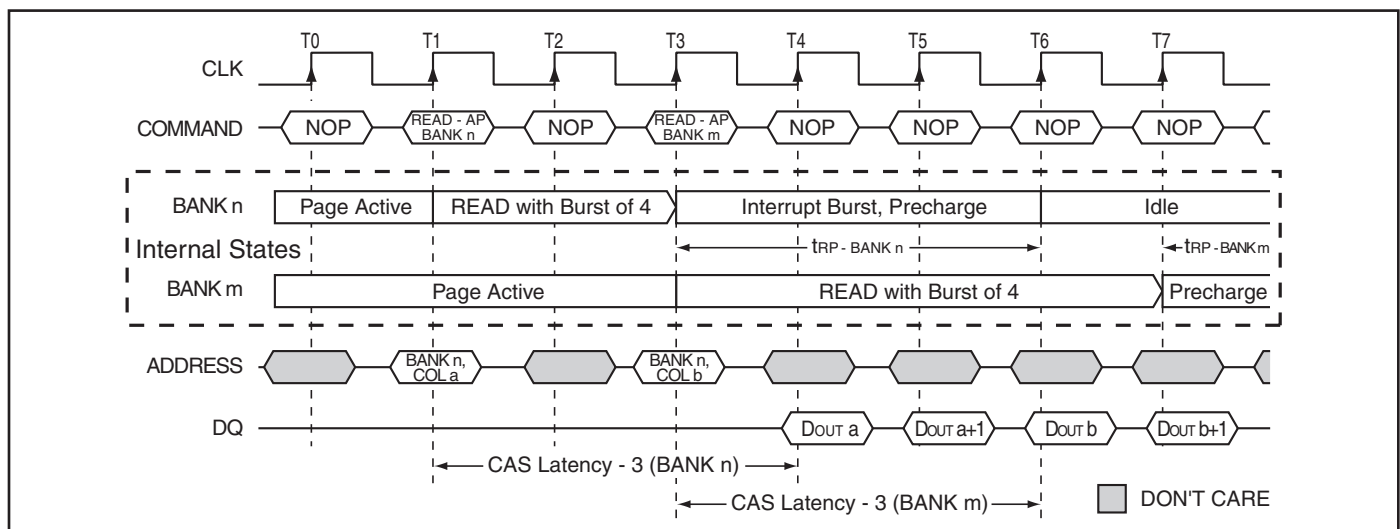 T0 T1 T2 T3 T4 T5 T6 T7
CLK
COMMAND NOP READ - AP BANK n NOP READ - AP BANK m NOP NOP NOP NOP
BANK n Page Active READ with Burst of 4 Interrupt Burst, Precharge Idle
Internal States tRP - BANK n tRP - BANK m
BANK m Page Active READ with Burst of 4 Precharge
ADDRESS BANK n, COL a BANK n, COL b
DQ DOUT a DOUT a+1 DOUT b DOUT b+1
CAS Latency - 3 (BANK n)
CAS Latency - 3 (BANK m) DON'T CARE